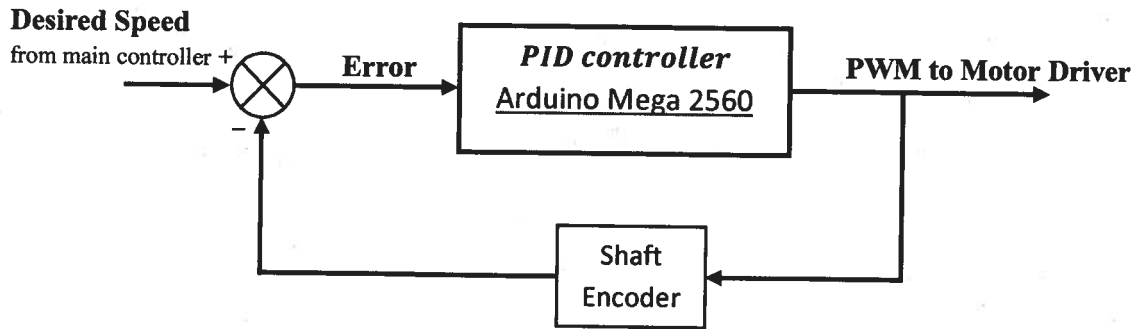 Desired Speed
from main controller +
Error
PID controller
Arduino Mega 2560
PWM to Motor Driver
−
Shaft
Encoder